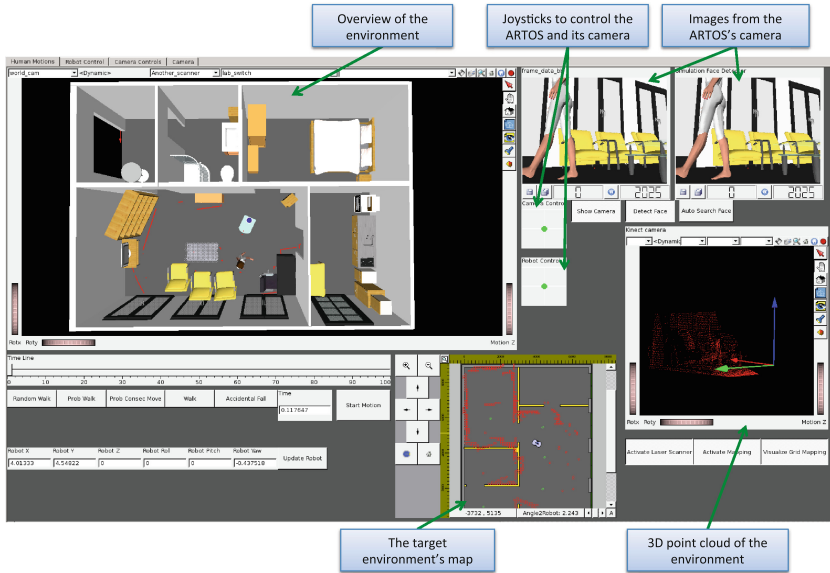 Overview of the
environment
Joysticks to control the
ARTOS and its camera
Images from the
ARTOS's camera
Human Motions Robot Control Camera Controls Camera
world_cam <Dynamic> Another_scanner lab_switch
frame_data_b
Simulation Face Detector
0 2025 0 2025
Camera Control
Show Camera Detect Face Auto Search Face
Robot Control
Kinect camera
<Dynamic
Rotx Roty Motion Z
Time Line
0 10 20 30 40 50 60 70 80 90 100
Random Walk Prob Walk Prob Consec Move Walk Accidental Fall
Time
0.117647
Start Motion
Robot X Robot Y Robot Z Robot Roll Robot Pitch Robot Yaw
4.01333 4.54822 0 0 0 -0.437518
Update Robot
-3732 , 5135 Angle2Robot: 2.243 A
Rotx Roty Motion Z
Activate Laser Scanner Activate Mapping Visualize Grid Mapping
The target
environment's map
3D point cloud of the
environment